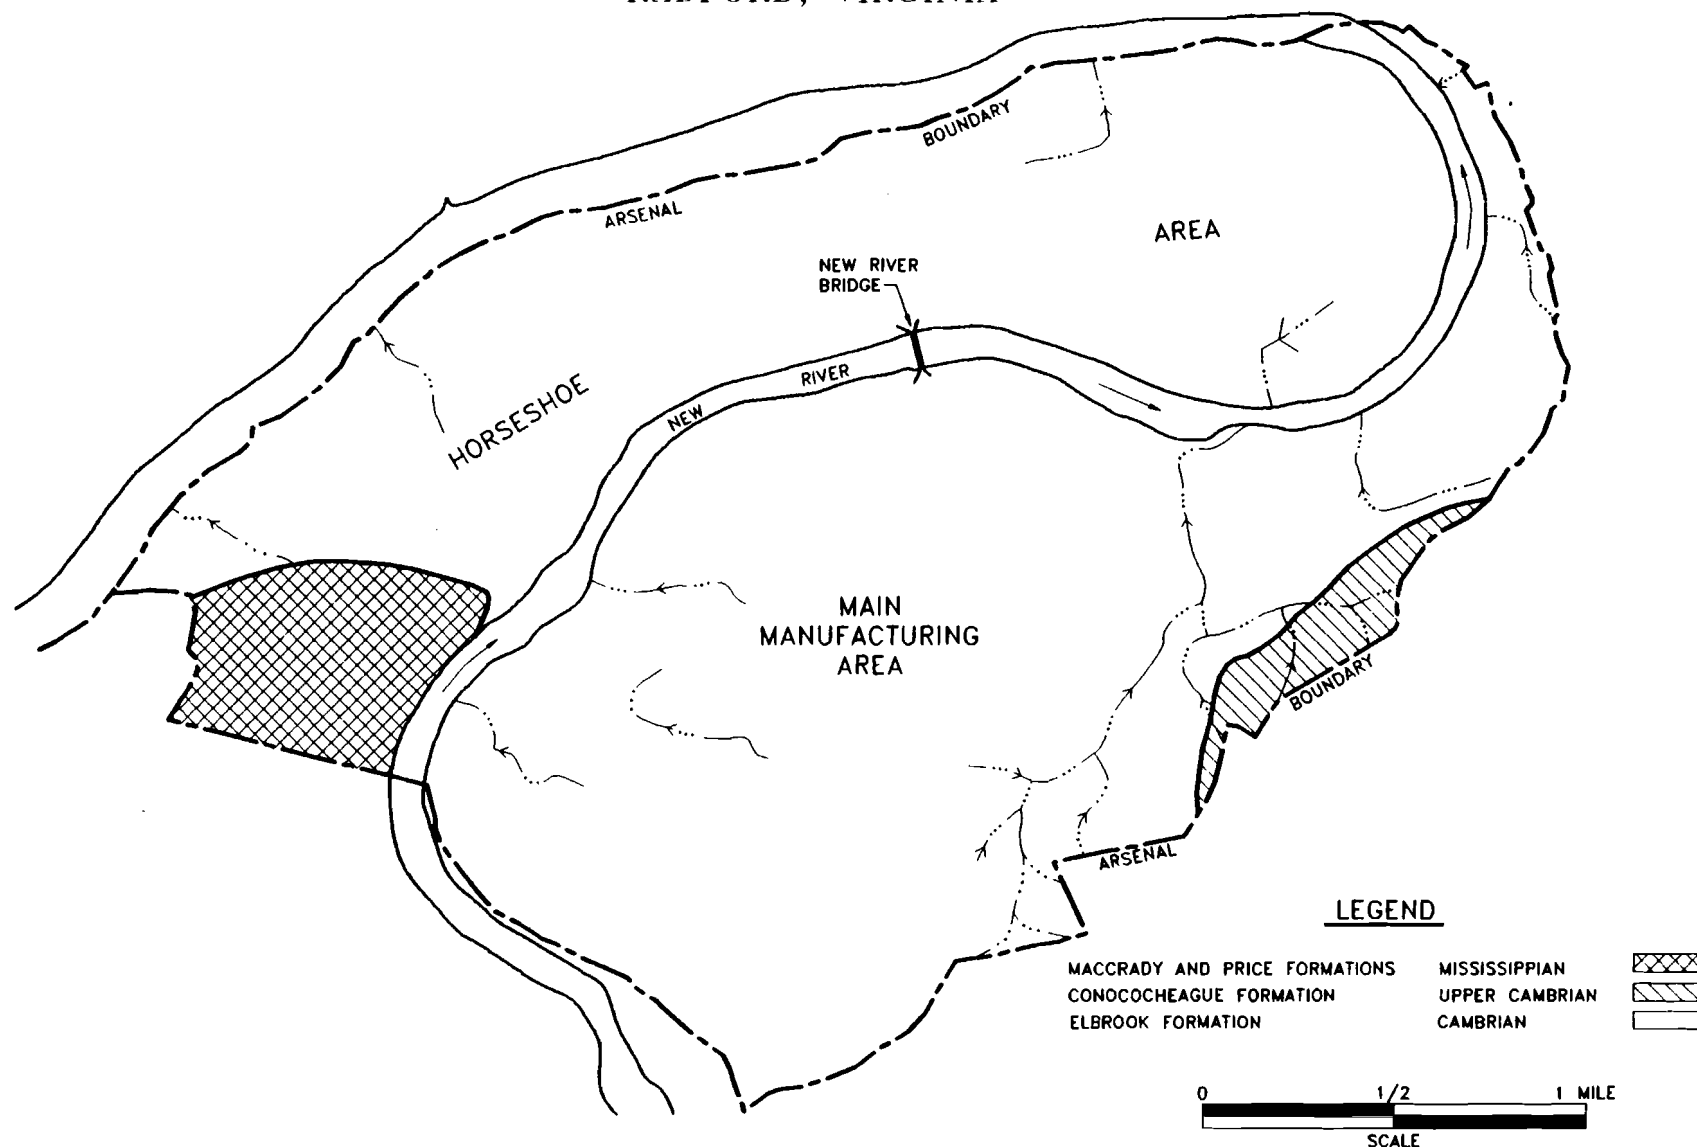 BOUNDARY
ARSENAL
AREA
NEW RIVER
BRIDGE
RIVER
NEW
HORSESHOE
MAIN
MANUFACTURING
AREA
BOUNDARY
ARSENAL
LEGEND
MACCRADY AND PRICE FORMATIONS MISSISSIPPIAN
CONOCOCHEAGUE FORMATION UPPER CAMBRIAN
ELBROOK FORMATION CAMBRIAN
0 1/2 1 MILE
SCALE